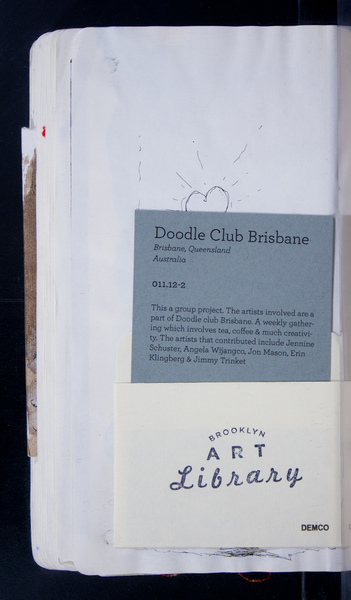 Doodle Club Brisbane
Brisbane, Queensland
Australia
011.12-2
This a group project. The artists involved are a
part of Doodle club Brisbane. A weekly gather-
ing which involves tea, coffee & much creativi-
ty. The artists that contributed include Jennine
Schuster, Angela Wijangco, Jon Mason, Erin
Klingberg & Jimmy Trinket
BROOKLYN
ART
Library
DEMCO